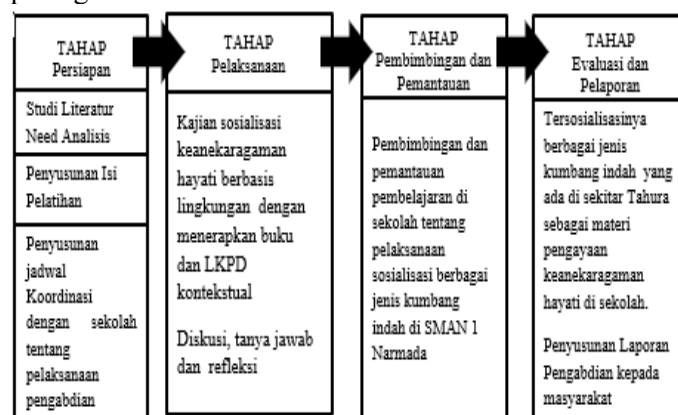 TAHAP
Persiapan
Studi Literatur
Need Analisis
Penyusunan Isi
Pelatihan
Penyusunan
jadwal
Koordinasi
dengan sekolah
tentang
pelaksanaan
pengabdian
TAHAP
Pelaksanaan
Kajian sosialisasi
keanekaragaman
hayati berbasis
lingkungan dengan
menerapkan buku
dan LKPD
kontekstual
Diskusi, tanya jawab
dan refleksi
TAHAP
Pembimbingan dan
Pemantauan
Pembimbingan dan
pemantauan
pembelajaran di
sekolah tentang
pelaksanaan
sosialisasi berbagai
jenis kumbang
indah di SMAN 1
Narmada
TAHAP
Evaluasi dan
Pelaporan
Tersosialisasinya
berbagai jenis
kumbang indah yang
ada di sekitar Tahura
sebagai materi
pengayaan
keanekaragaman
hayati di sekolah.
Penyusunan Laporan
Pengabdian kepada
masyarakat